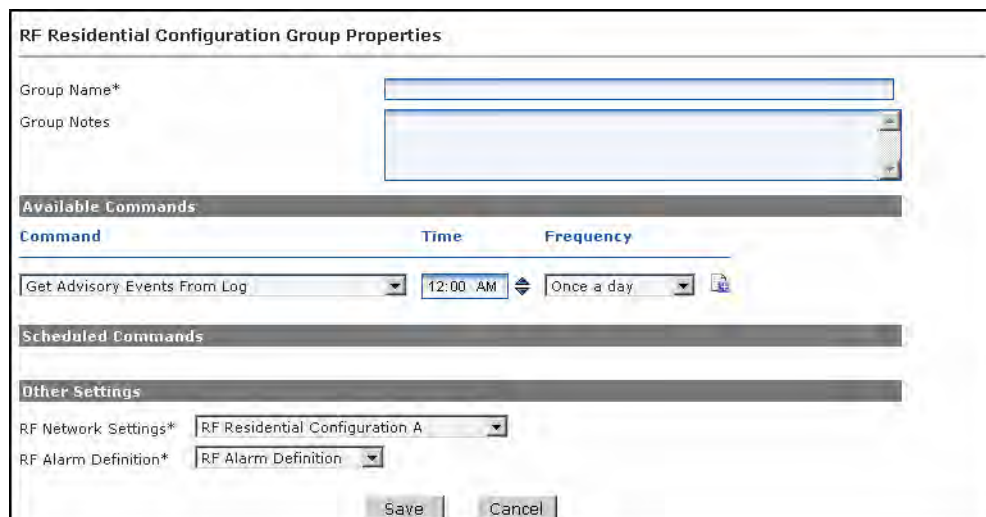 RF Residential Configuration Group Properties
Group Name*
Group Notes
Available Commands
Command Time Frequency
Get Advisory Events From Log 12:00 AM Once a day
Scheduled Commands
Other Settings
RF Network Settings* RF Residential Configuration A
RF Alarm Definition* RF Alarm Definition
Save Cancel